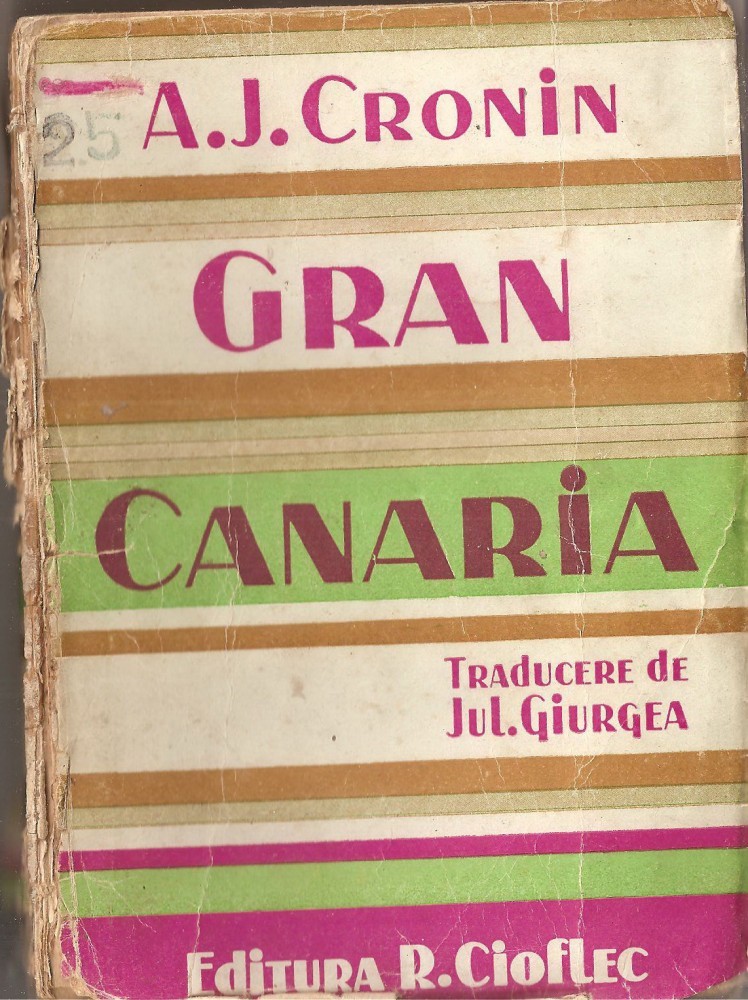 A.J. CRONiN
25
GRAN
CANARiA
TRAdUCERE dE
JUL. GiURGEA
EdiTURA R. CiofLEC